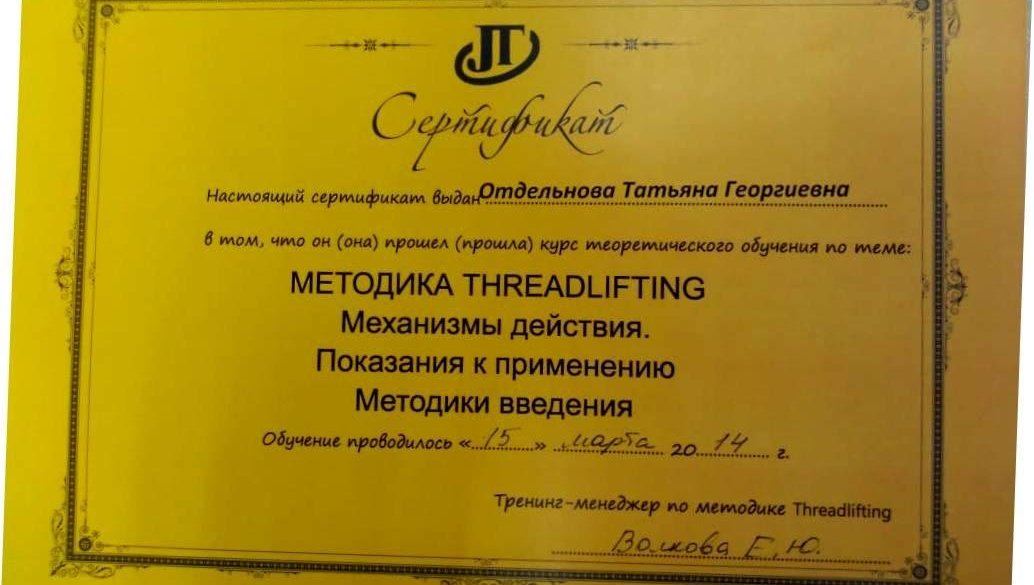 JT
Сертификат
Настоящий сертификат выдан Отдельнова Татьяна Георгиевна
в том, что он (она) прошел (прошла) курс теоретического обучения по теме:
МЕТОДИКА THREADLIFTING
Механизмы действия.
Показания к применению
Методики введения
Обучение проводилось «15» марта 2014 г.
Тренинг-менеджер по методике Threadlifting
Волкова Е.Ю.